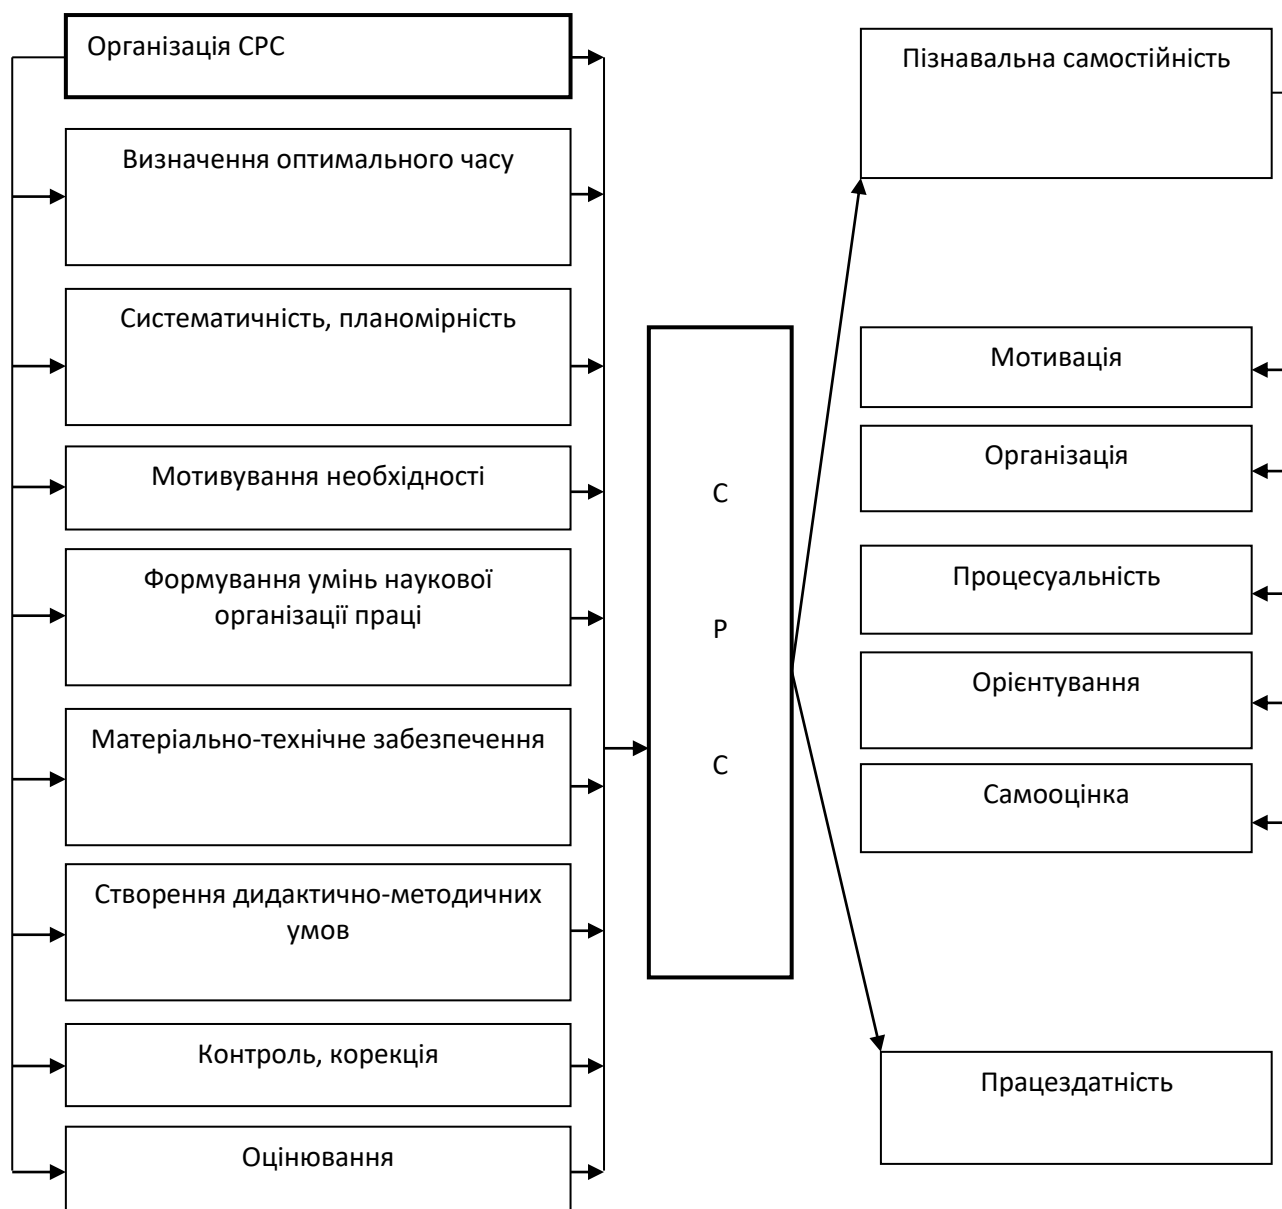 Організація СРС
Визначення оптимального часу
Систематичність, планомірність
Мотивування необхідності
Формування умінь наукової
організації праці
Матеріально-технічне забезпечення
Створення дидактично-методичних
умов
Контроль, корекція
Оцінювання
С
Р
С
Пізнавальна самостійність
Мотивація
Організація
Процесуальність
Орієнтування
Самооцінка
Працездатність